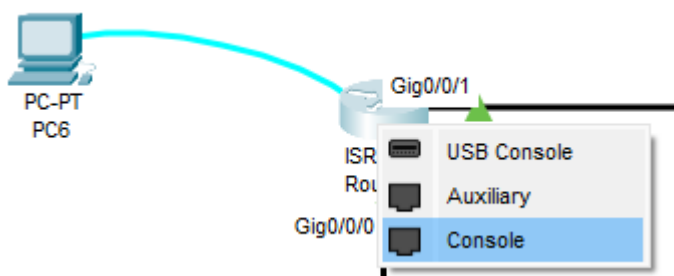 Gig0/0/1
PC-PT
PC6
ISR
Rou
Gig0/0/0
USB Console
Auxiliary
Console